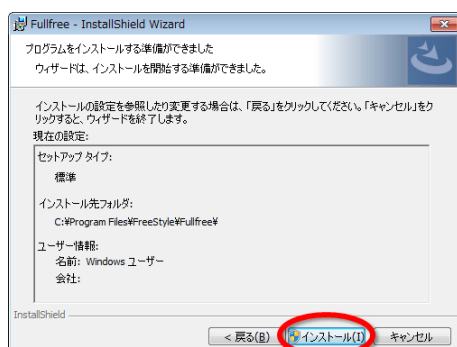 Fullfree - InstallShield Wizard
プログラムをインストールする準備ができました
ウィザードは、インストールを開始する準備ができました。
インストールの設定を参照したり変更する場合は、「戻る」をクリックしてください。「キャンセル」をク
リックすると、ウィザードを終了します。
現在の設定:
セットアップ タイプ:
標準
インストール先フォルダ:
C:¥Program Files¥FreeStyle¥Fullfree¥
ユーザー情報:
名前: Windows ユーザー
会社:
InstallShield
< 戻る(B)
インストール(I)
キャンセル